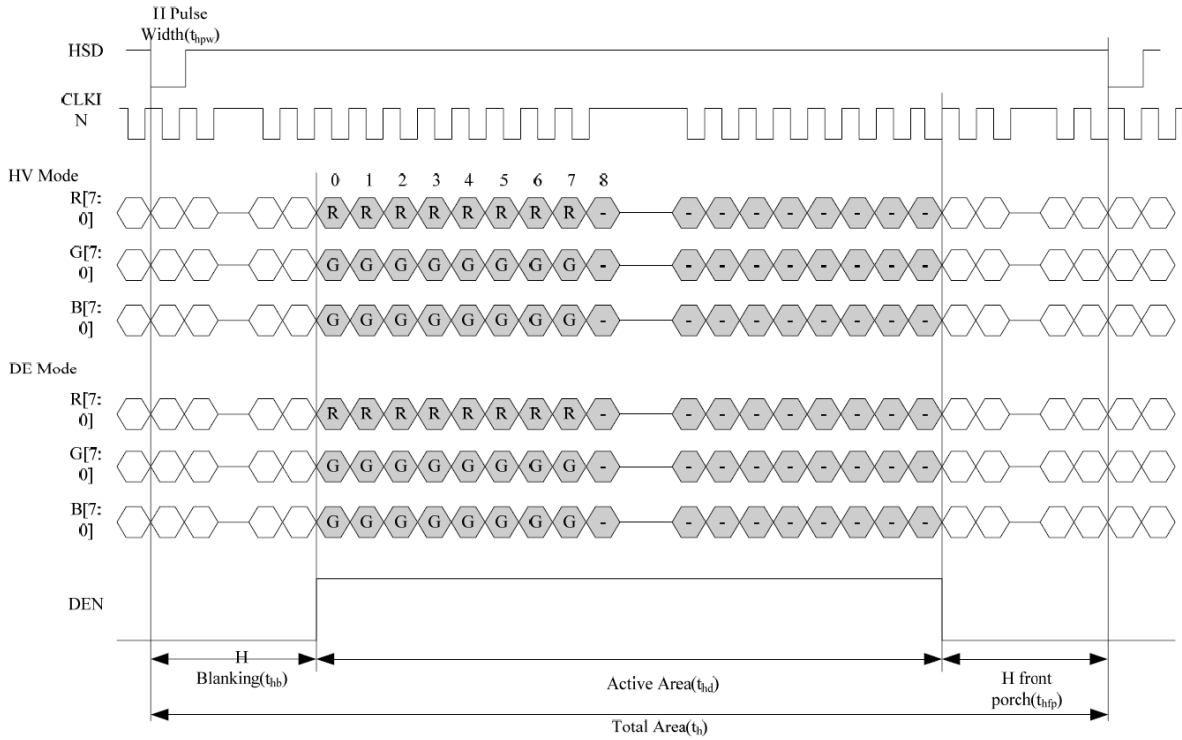 II Pulse
Width(thpw)
HSD
CLKI
N
HV Mode
0 1 2 3 4 5 6 7 8
R[7:
0]
R R R R R R R R - - - - - - - - -
G[7:
0]
G G G G G G G G - - - - - - - - -
B[7:
0]
G G G G G G G G - - - - - - - - -
DE Mode
R[7:
0]
R R R R R R R R - - - - - - - - -
G[7:
0]
G G G G G G G G - - - - - - - - -
B[7:
0]
G G G G G G G G - - - - - - - - -
DEN
H
Blanking(thb)
Active Area(thd)
H front
porch(thfp)
Total Area(th)